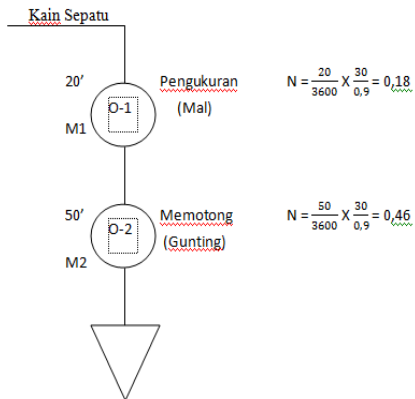 Kain Sepatu
20' O-1 Pengukuran N = 20/3600 X 30/0,9 = 0,18
M1 (Mal)
50' O-2 Memotong N = 50/3600 X 30/0,9 = 0,46
M2 (Gunting)